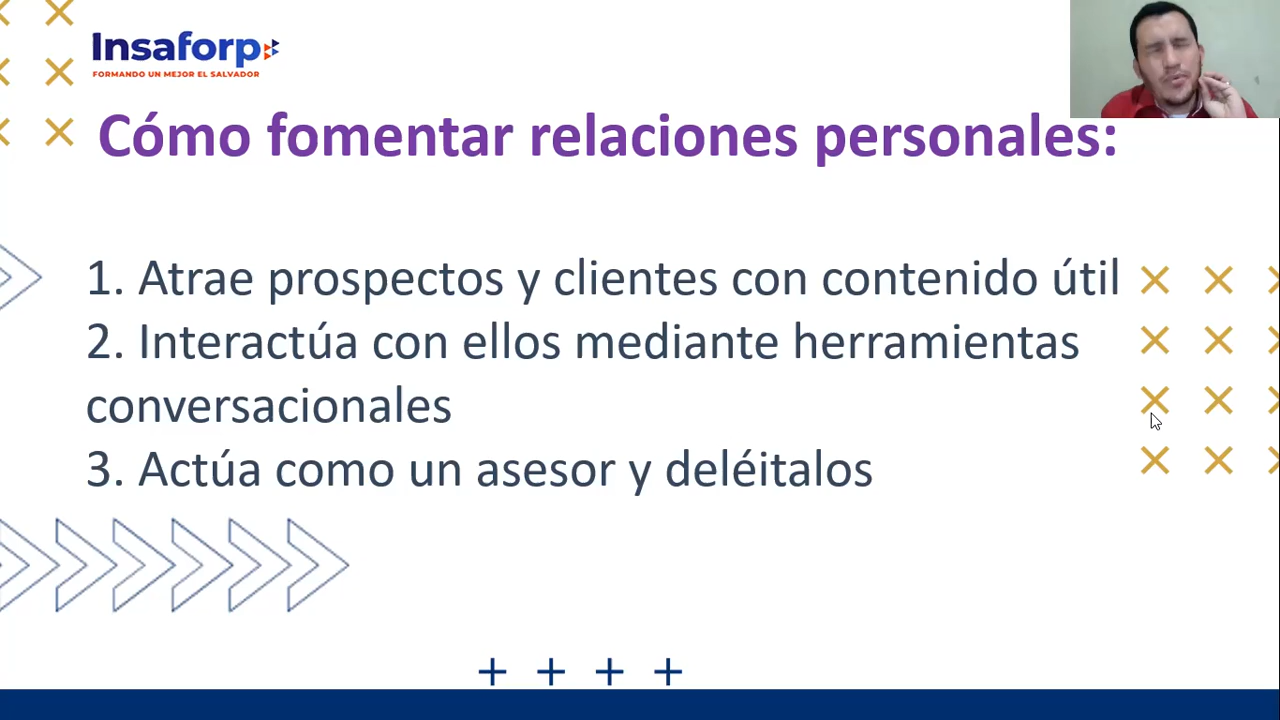 Insaforp
FORMANDO UN MEJOR EL SALVADOR
Cómo fomentar relaciones personales:
1. Atrae prospectos y clientes con contenido útil
2. Interactúa con ellos mediante herramientas
conversacionales
3. Actúa como un asesor y deléitalos